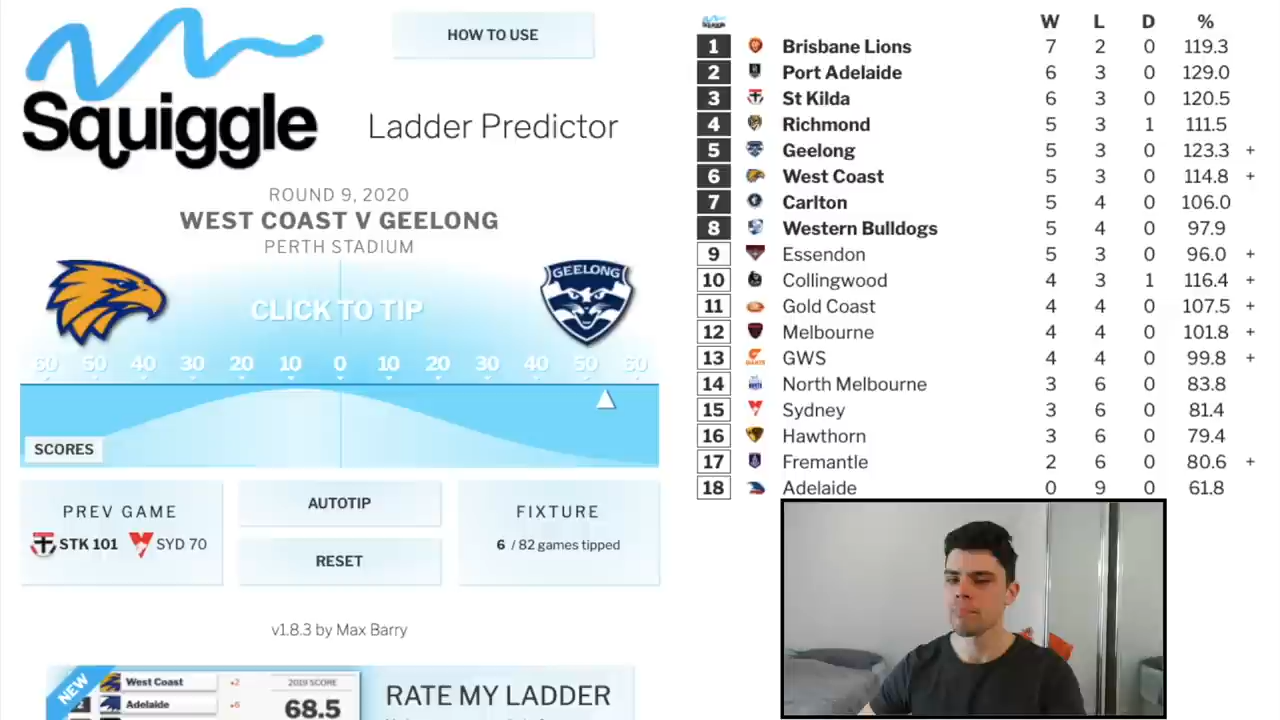 Squiggle
HOW TO USE
Ladder Predictor
ROUND 9, 2020
WEST COAST V GEELONG
PERTH STADIUM
GEELONG
CLICK TO TIP
60 50 40 30 20 10 0 10 20 30 40 50 60
SCORES
PREV GAME
STK 101 SYD 70
AUTOTIP
RESET
FIXTURE
6 / 82 games tipped
v1.8.3 by Max Barry
NEW
West Coast •2
Adelaide •6
2019 SCORE
68.5
RATE MY LADDER
Squiggle W L D %
1 Brisbane Lions 7 2 0 119.3
2 Port Adelaide 6 3 0 129.0
3 St Kilda 6 3 0 120.5
4 Richmond 5 3 1 111.5
5 Geelong 5 3 0 123.3 +
6 West Coast 5 3 0 114.8 +
7 Carlton 5 4 0 106.0
8 Western Bulldogs 5 4 0 97.9
9 Essendon 5 3 0 96.0 +
10 Collingwood 4 3 1 116.4 +
11 Gold Coast 4 4 0 107.5 +
12 Melbourne 4 4 0 101.8 +
13 GWS 4 4 0 99.8 +
14 North Melbourne 3 6 0 83.8
15 Sydney 3 6 0 81.4
16 Hawthorn 3 6 0 79.4
17 Fremantle 2 6 0 80.6 +
18 Adelaide 0 9 0 61.8